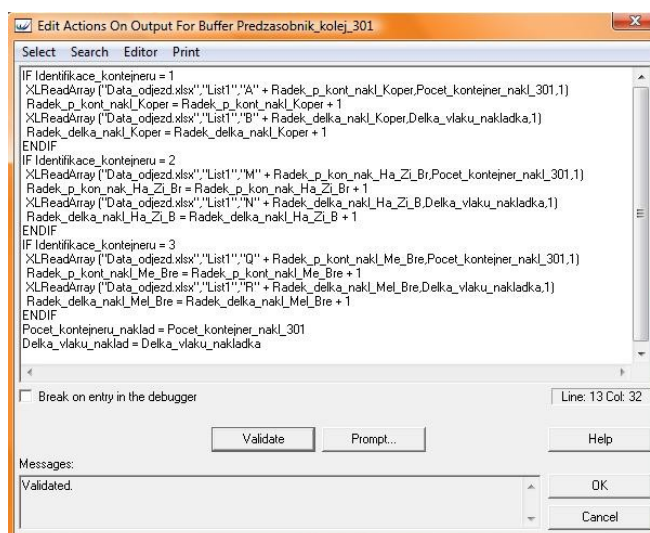 Edit Actions On Output For Buffer Predzasobnik_kolej_301
Select Search Editor Print
IF Identifikace_kontejneru = 1
XLReadArray ("Data_odjezd.xlsx","List1","A" + Radek_p_kont_nakl_Koper,Pocet_kontejner_nakl_301,1)
Radek_p_kont_nakl_Koper = Radek_p_kont_nakl_Koper + 1
XLReadArray ("Data_odjezd.xlsx","List1","B" + Radek_delka_nakl_Koper,Delka_vlaku_nakladka,1)
Radek_delka_nakl_Koper = Radek_delka_nakl_Koper + 1
ENDIF
IF Identifikace_kontejneru = 2
XLReadArray ("Data_odjezd.xlsx","List1","M" + Radek_p_kon_nak_Ha_Zi_Br,Pocet_kontejner_nakl_301,1)
Radek_p_kon_nak_Ha_Zi_Br = Radek_p_kon_nak_Ha_Zi_Br + 1
XLReadArray ("Data_odjezd.xlsx","List1","N" + Radek_delka_nakl_Ha_Zi_B,Delka_vlaku_nakladka,1)
Radek_delka_nakl_Ha_Zi_B = Radek_delka_nakl_Ha_Zi_B + 1
ENDIF
IF Identifikace_kontejneru = 3
XLReadArray ("Data_odjezd.xlsx","List1","Q" + Radek_p_kont_nakl_Me_Bre,Pocet_kontejner_nakl_301,1)
Radek_p_kont_nakl_Me_Bre = Radek_p_kont_nakl_Me_Bre + 1
XLReadArray ("Data_odjezd.xlsx","List1","R" + Radek_delka_nakl_Mel_Bre,Delka_vlaku_nakladka,1)
Radek_delka_nakl_Mel_Bre = Radek_delka_nakl_Mel_Bre + 1
ENDIF
Pocet_kontejneru_naklad = Pocet_kontejner_nakl_301
Delka_vlaku_naklad = Delka_vlaku_nakladka
Break on entry in the debugger
Line: 13 Col: 32
Validate Prompt... Help
Messages:
Validated.
OK
Cancel